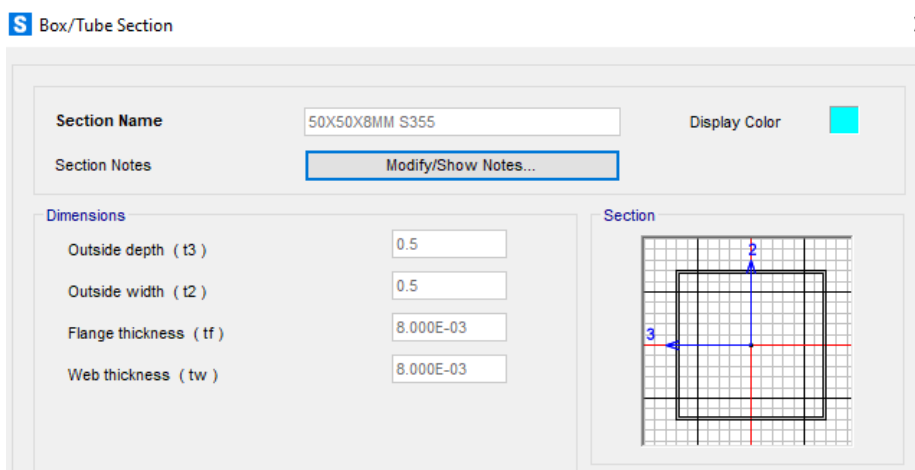 S Box/Tube Section
Section Name 50X50X8MM S355 Display Color
Section Notes Modify/Show Notes...
Dimensions
Outside depth ( t3 ) 0.5
Outside width ( t2 ) 0.5
Flange thickness ( tf ) 8.000E-03
Web thickness ( tw ) 8.000E-03
Section
2
3